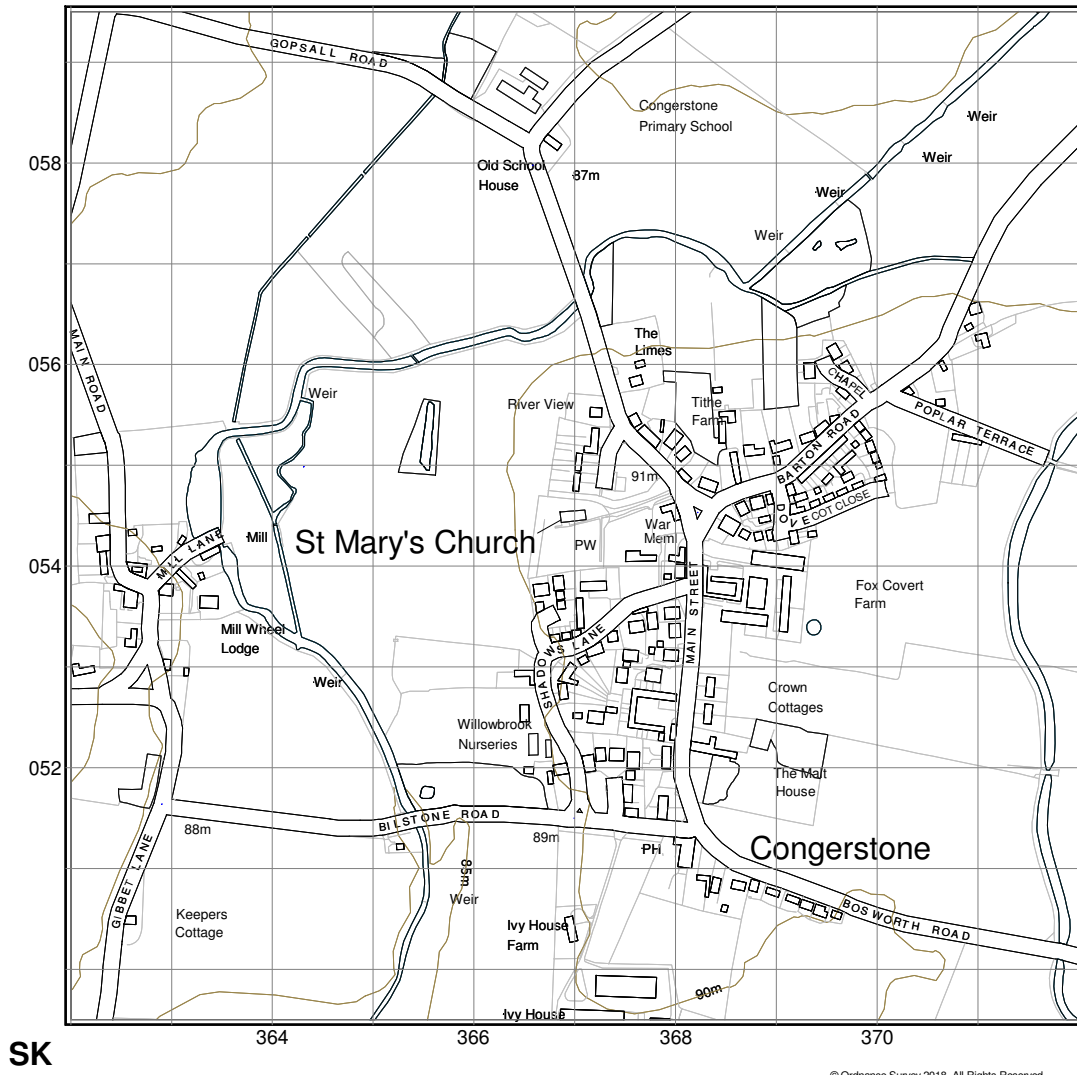 GOPSALL ROAD
Congerstone
Primary School
Weir
Weir
058
Old School
House
87m
Weir
Weir
MAIN ROAD
The
Limes
056
CHAPEL
Weir
River View
Tithe
Farm
BARTON ROAD
POPLAR TERRACE
91m
DOVE COT CLOSE
War
Mem
Mill
St Mary's Church
PW
MILL LANE
054
Fox Covert
Farm
MAIN STREET
Mill Wheel
Lodge
SHADOWS LANE
Weir
Crown
Cottages
Willowbrook
Nurseries
052
The Malt
House
BILSTONE ROAD
88m
89m
PH
Congerstone
GIBBET LANE
85m
Weir
Keepers
Cottage
BOSWORTH ROAD
Ivy House
Farm
90m
Ivy House
364
366
368
370
SK
© Ordnance Survey 2018. All Rights Reserved.